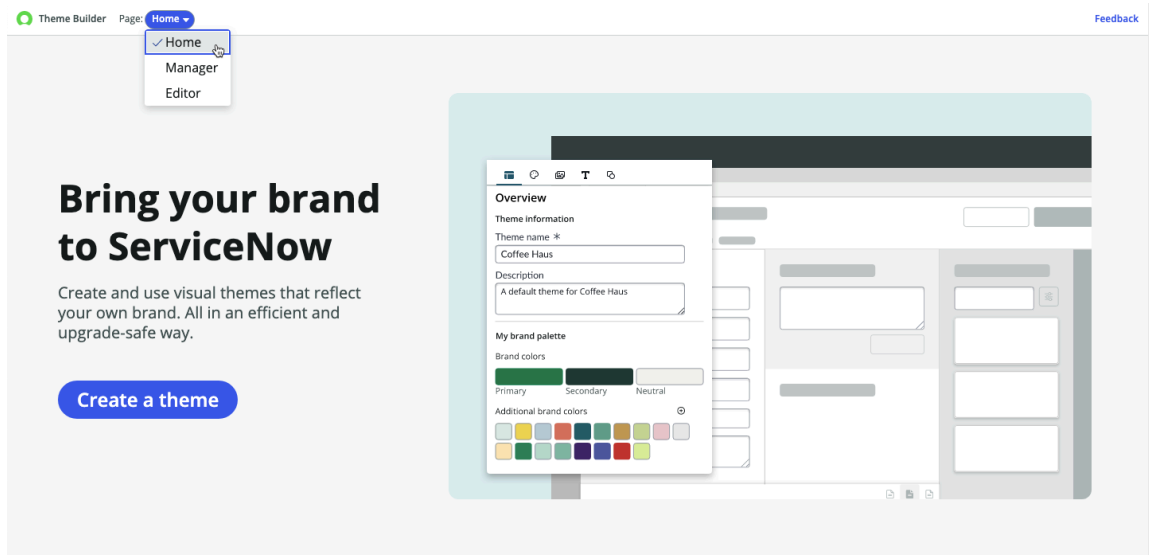 Theme Builder Page: Home
Feedback
Home
Manager
Editor
Bring your brand
to ServiceNow
Create and use visual themes that reflect
your own brand. All in an efficient and
upgrade-safe way.
Create a theme
Overview
Theme information
Theme name *
Coffee Haus
Description
A default theme for Coffee Haus
My brand palette
Brand colors
Primary Secondary Neutral
Additional brand colors